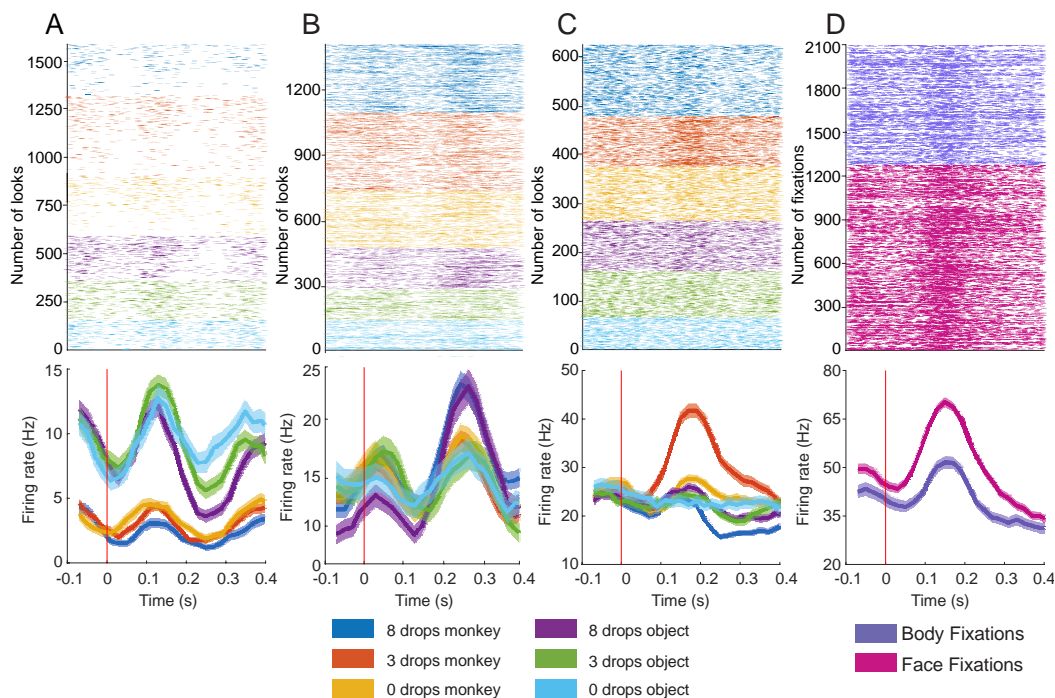 A
B
C
D
Number of looks
1500
1250
1000
750
500
250
0
Number of looks
1200
900
600
300
0
Number of looks
600
500
400
300
200
100
0
Number of fixations
2100
1800
1500
1200
900
600
300
0
Firing rate (Hz)
15
10
5
0
-0.1 0 0.1 0.2 0.3 0.4
Time (s)
Firing rate (Hz)
25
20
15
10
0
-0.1 0 0.1 0.2 0.3 0.4
Time (s)
Firing rate (Hz)
50
40
30
20
10
-0.1 0 0.1 0.2 0.3 0.4
Time (s)
Firing rate (Hz)
80
65
50
35
20
-0.1 0 0.1 0.2 0.3 0.4
Time (s)
8 drops monkey
3 drops monkey
0 drops monkey
8 drops object
3 drops object
0 drops object
Body Fixations
Face Fixations